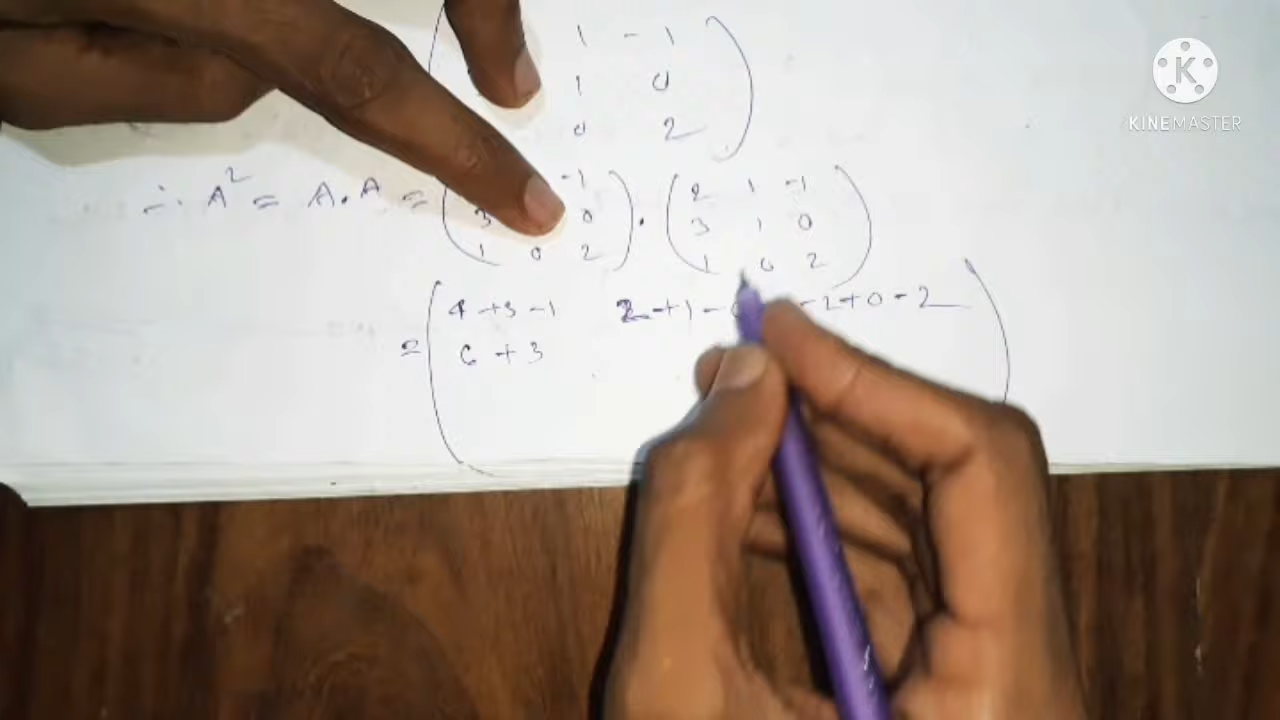 1 -1
1 0
0 2
∴ A² = A.A = ( -1 ) . ( 2 1 -1 )
3 0 3 1 0
1 0 2 1 0 2
= ( 4+3-1 2+1- -2+0-2 )
6+3
KINEMASTER